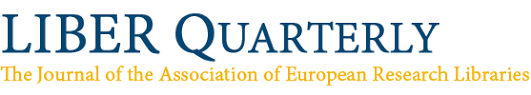 LIBER QUARTERLY
The Journal of the Association of European Research Libraries